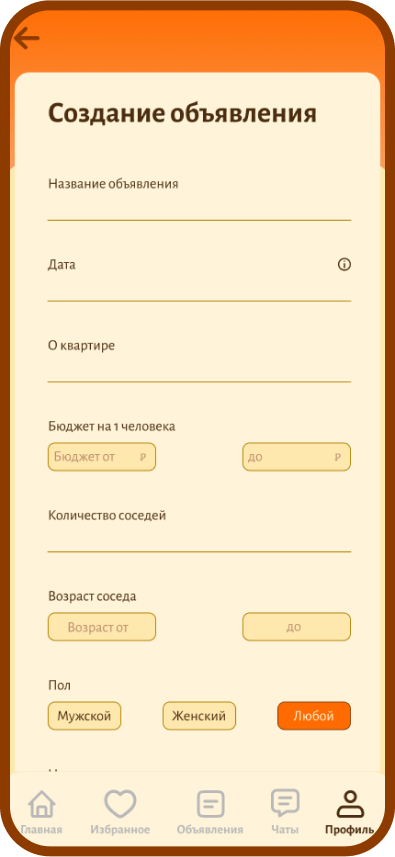 Создание объявления
Название объявления
Дата
О квартире
Бюджет на 1 человека
Бюджет от ₽ до ₽
Количество соседей
Возраст соседа
Возраст от до
Пол
Мужской Женский Любой
Главная Избранное Объявления Чаты Профиль